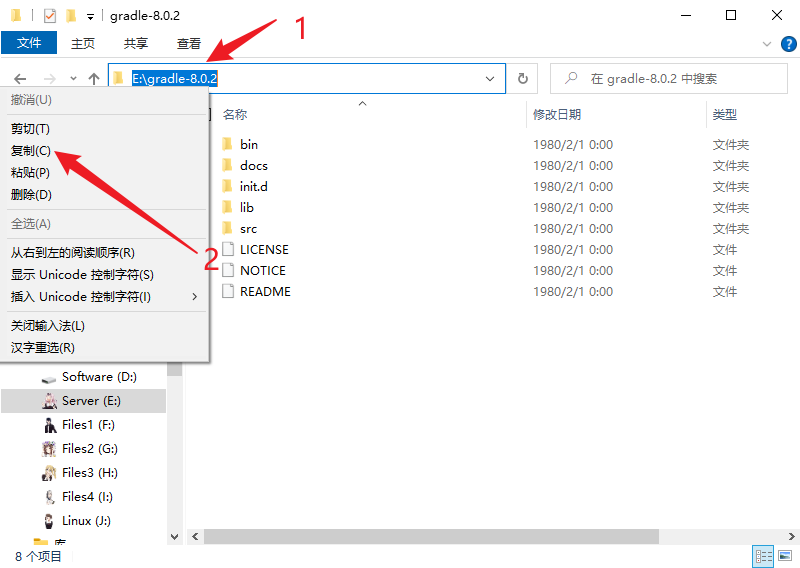 gradle-8.0.2
文件 主页 共享 查看
1
E:\gradle-8.0.2
在 gradle-8.0.2 中搜索
撤消(U)
剪切(T)
复制(C)
粘贴(P)
删除(D)
全选(A)
从右到左的阅读顺序(R)
显示 Unicode 控制字符(S)
插入 Unicode 控制字符(I)
关闭输入法(L)
汉字重选(R)
2
名称 修改日期 类型
bin 1980/2/1 0:00 文件夹
docs 1980/2/1 0:00 文件夹
init.d 1980/2/1 0:00 文件夹
lib 1980/2/1 0:00 文件夹
src 1980/2/1 0:00 文件夹
LICENSE 1980/2/1 0:00 文件
NOTICE 1980/2/1 0:00 文件
README 1980/2/1 0:00 文件
Software (D:)
Server (E:)
Files1 (F:)
Files2 (G:)
Files3 (H:)
Files4 (I:)
Linux (J:)
库
8 个项目